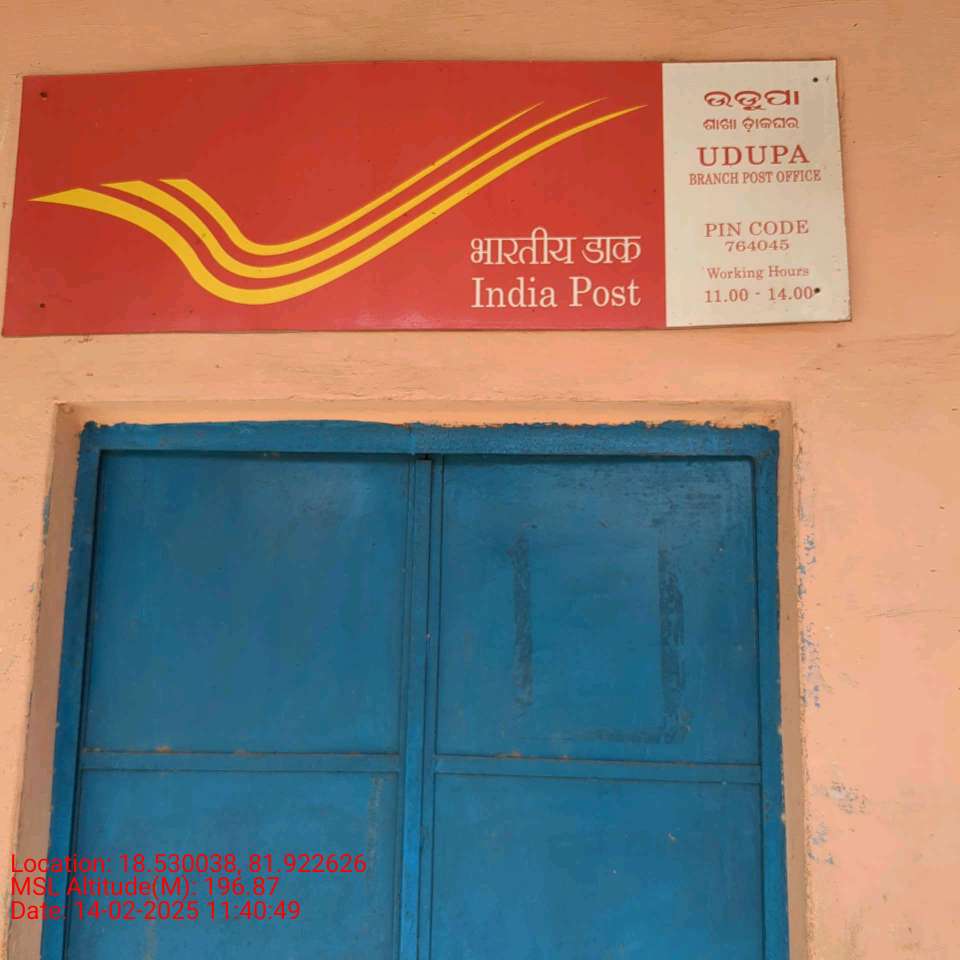 भारतीय डाक
India Post
ଉଡୁପା
ଶାଖା ଡ଼ାକଘର
UDUPA
BRANCH POST OFFICE
PIN CODE
764045
Working Hours
11.00 - 14.00
Location: 18.530038, 81.922626
MSL Altitude(M): 196.87
Date: 14-02-2025 11:40:49